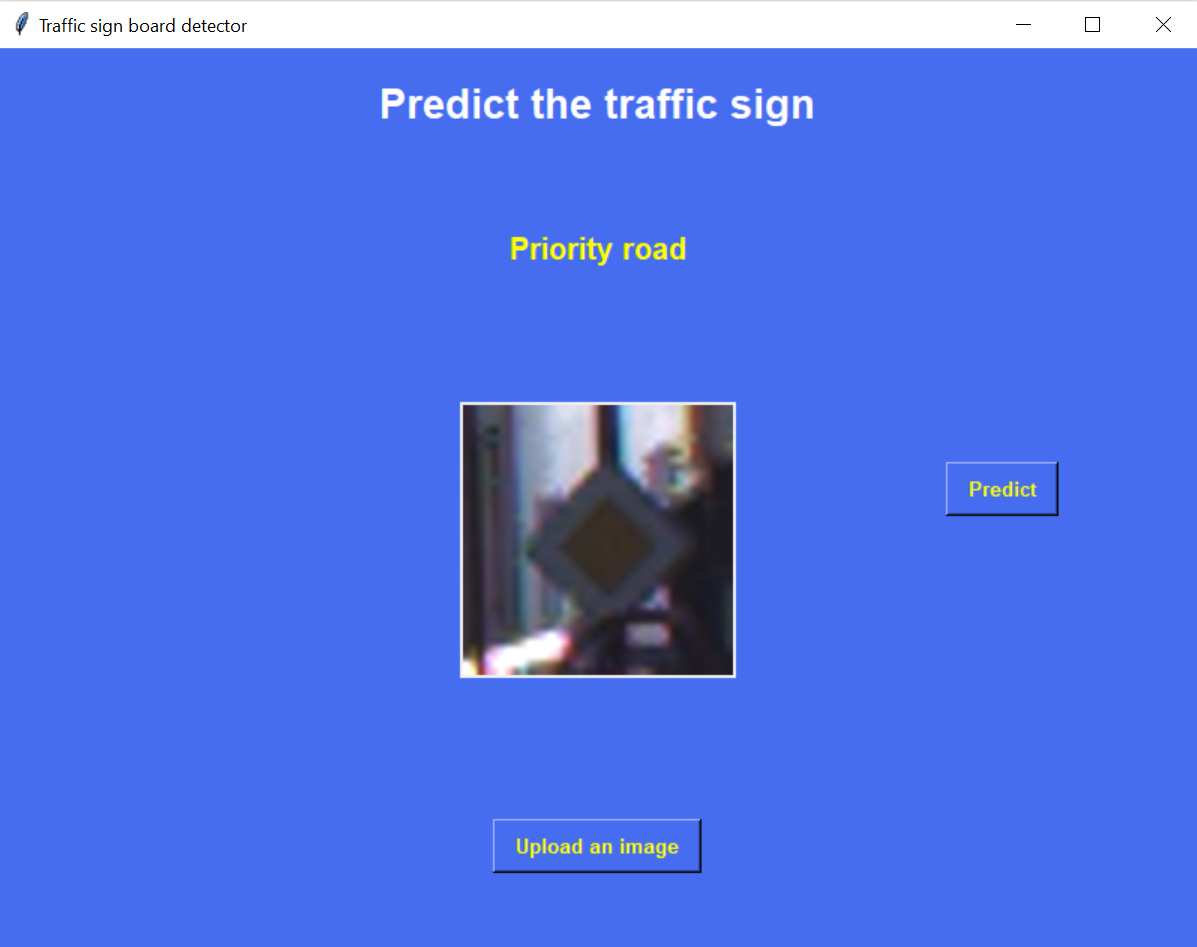 Traffic sign board detector
Predict the traffic sign
Priority road
Predict
Upload an image